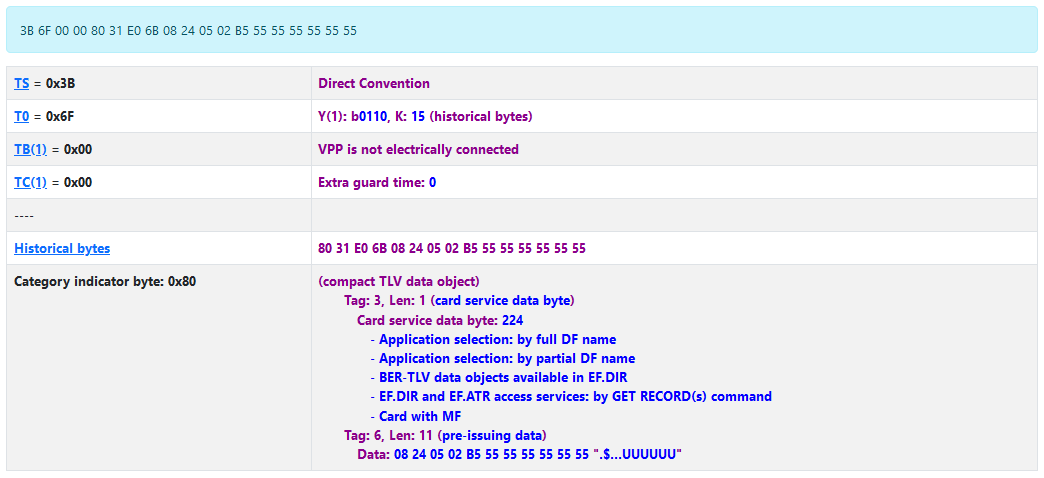 3B 6F 00 00 80 31 E0 6B 08 24 05 02 B5 55 55 55 55 55 55
TS = 0x3B Direct Convention
T0 = 0x6F Y(1): b0110, K: 15 (historical bytes)
TB(1) = 0x00 VPP is not electrically connected
TC(1) = 0x00 Extra guard time: 0
----
Historical bytes 80 31 E0 6B 08 24 05 02 B5 55 55 55 55 55 55
Category indicator byte: 0x80 (compact TLV data object)
Tag: 3, Len: 1 (card service data byte)
Card service data byte: 224
- Application selection: by full DF name
- Application selection: by partial DF name
- BER-TLV data objects available in EF.DIR
- EF.DIR and EF.ATR access services: by GET RECORD(s) command
- Card with MF
Tag: 6, Len: 11 (pre-issuing data)
Data: 08 24 05 02 B5 55 55 55 55 55 55 ".$...UUUUUU"